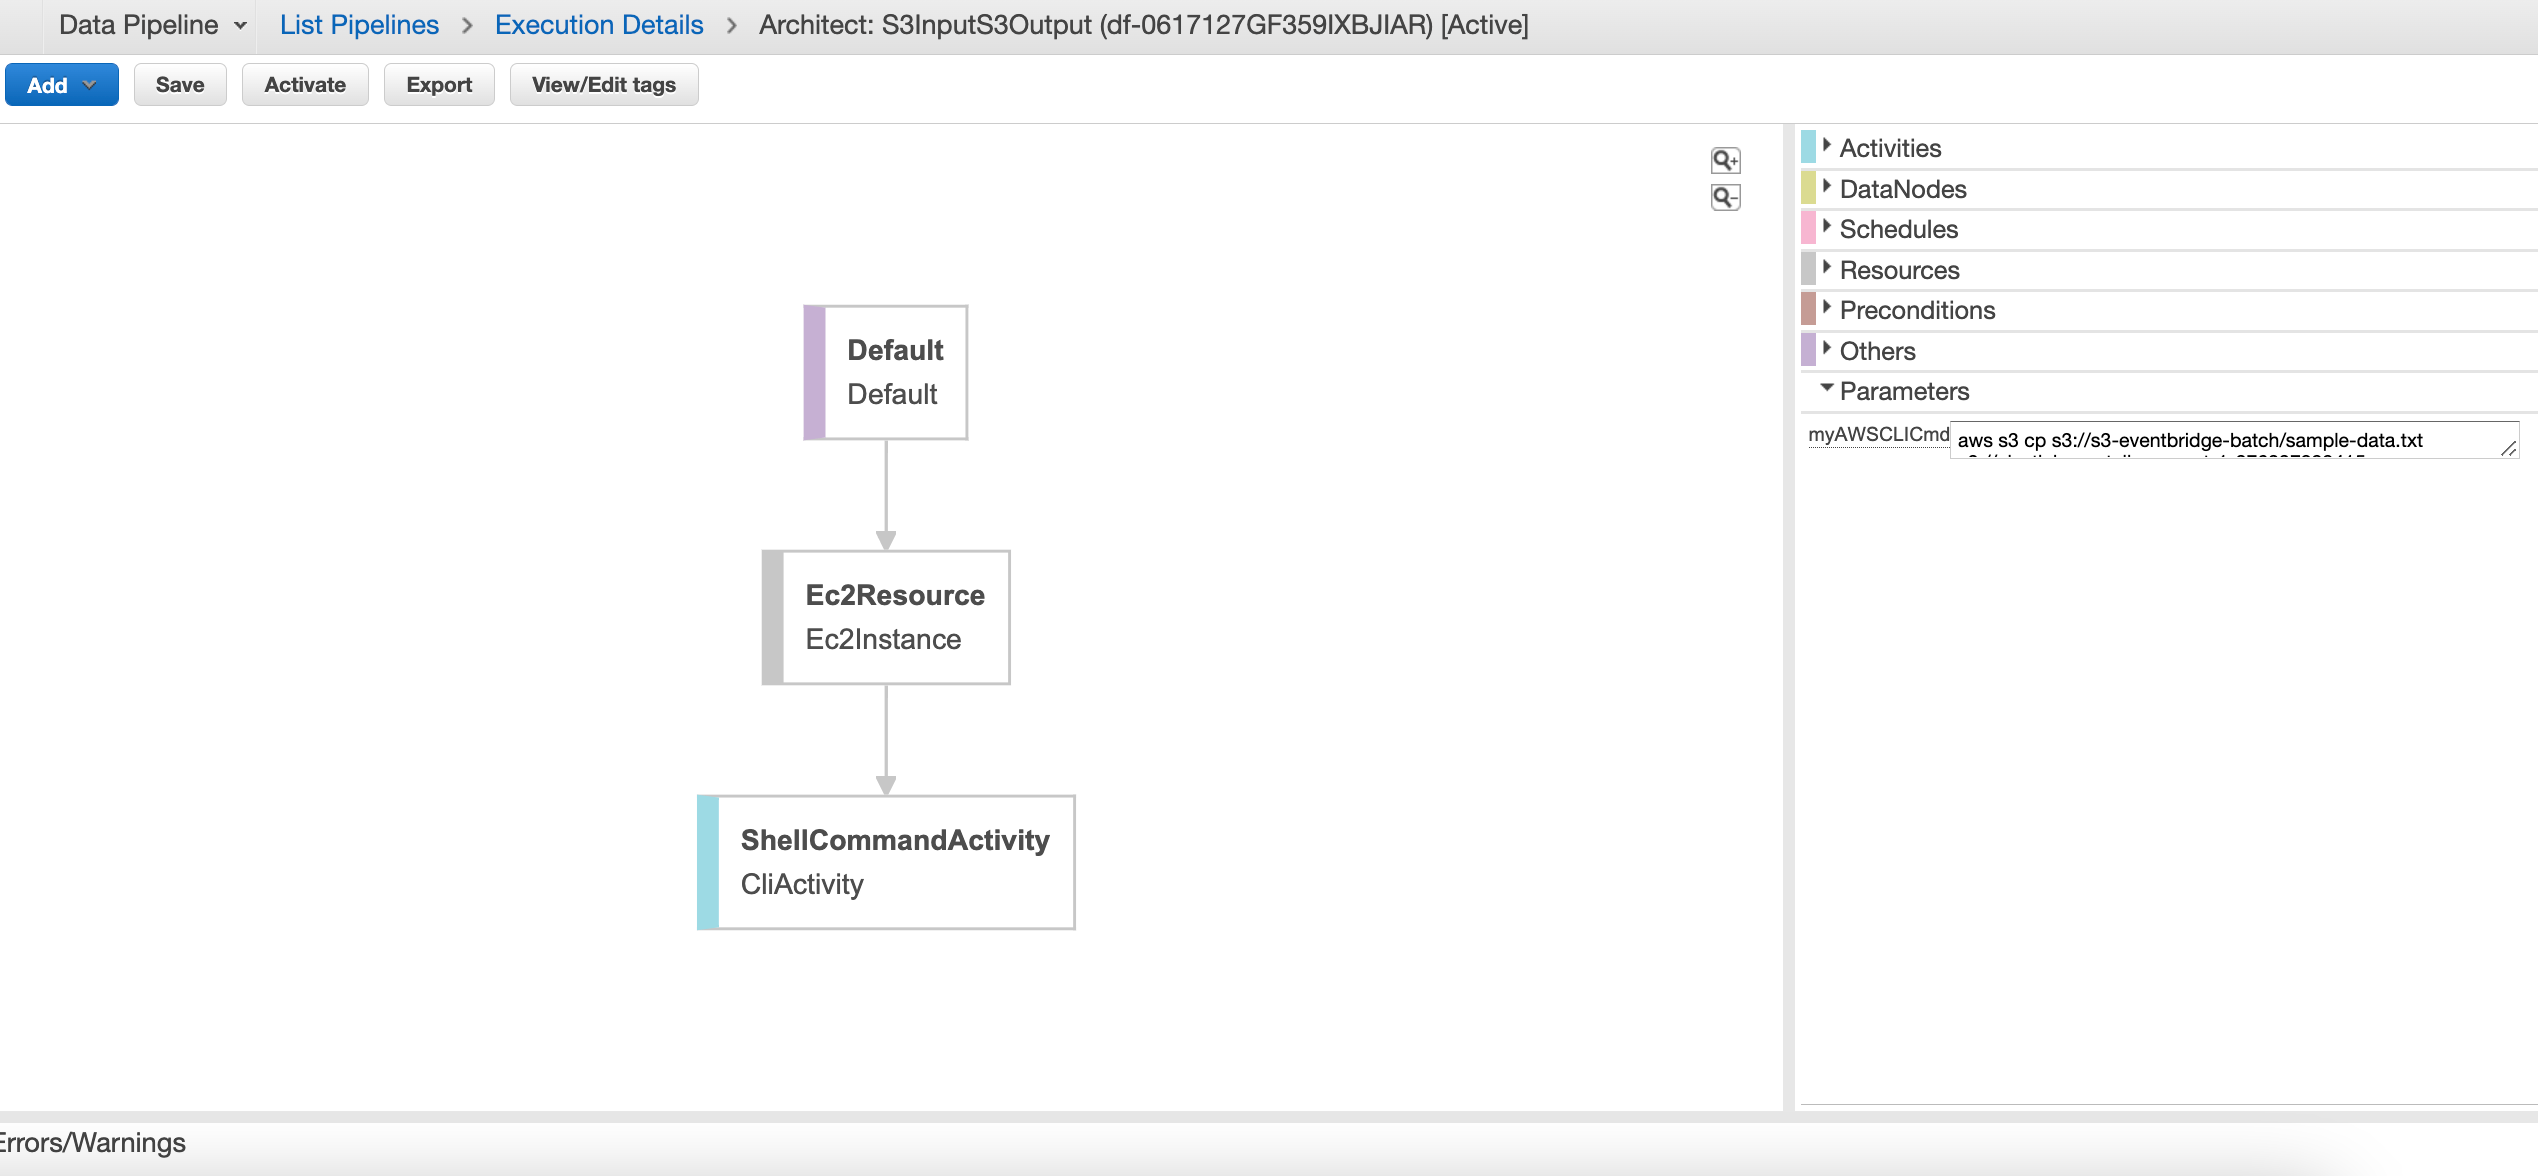 Data Pipeline List Pipelines > Execution Details > Architect: S3InputS3Output (df-0617127GF359IXBJIAR) [Active]
Add Save Activate Export View/Edit tags
Default
Default
Ec2Resource
Ec2Instance
ShellCommandActivity
CliActivity
Activities
DataNodes
Schedules
Resources
Preconditions
Others
Parameters
myAWSCLICmd aws s3 cp s3://s3-eventbridge-batch/sample-data.txt
Errors/Warnings